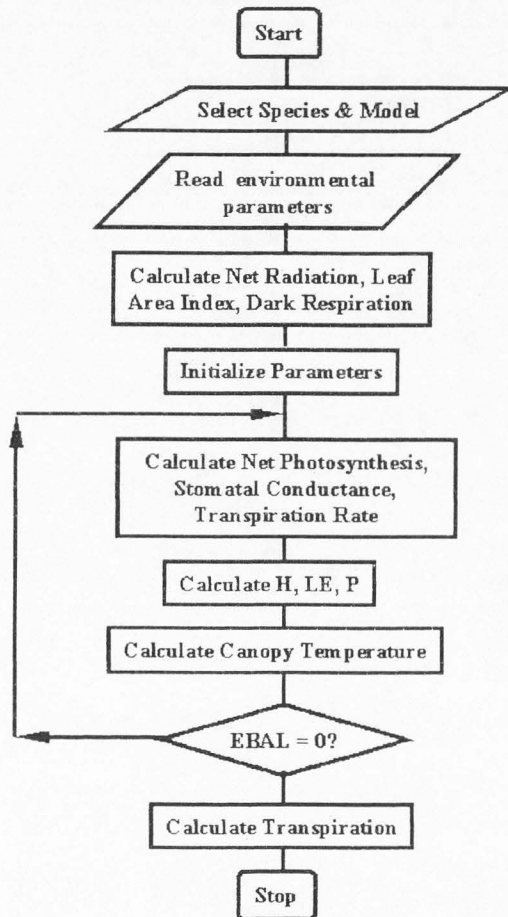 Start
Select Species & Model
Read environmental
parameters
Calculate Net Radiation, Leaf
Area Index, Dark Respiration
Initialize Parameters
Calculate Net Photosynthesis,
Stomatal Conductance,
Transpiration Rate
Calculate H, LE, P
Calculate Canopy Temperature
EBAL = 0?
Calculate Transpiration
Stop